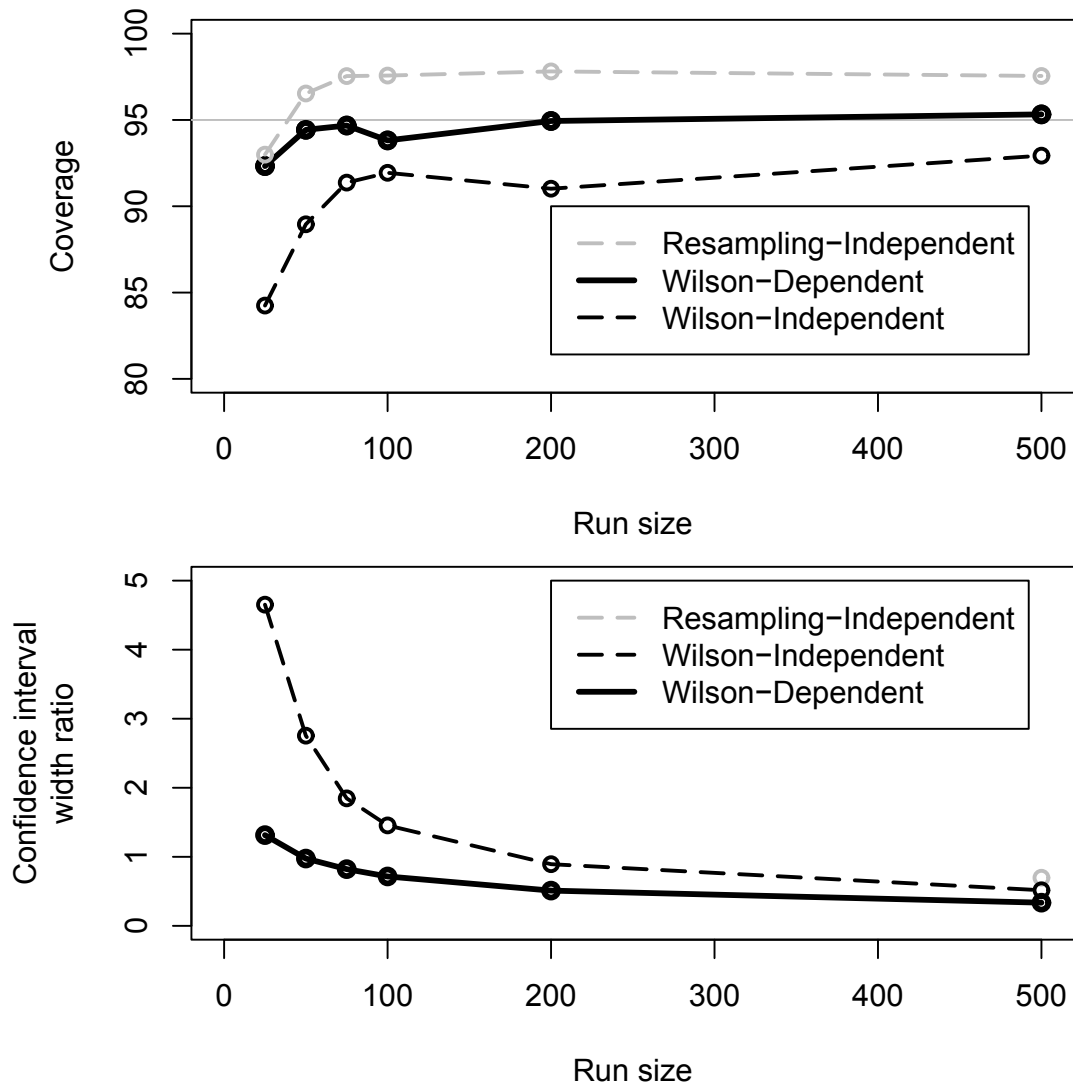 Coverage
100
95
90
85
80
Resampling−Independent
Wilson−Dependent
Wilson−Independent
0 100 200 300 400 500
Run size
Confidence interval
width ratio
5
4
3
2
1
0
Resampling−Independent
Wilson−Independent
Wilson−Dependent
0 100 200 300 400 500
Run size